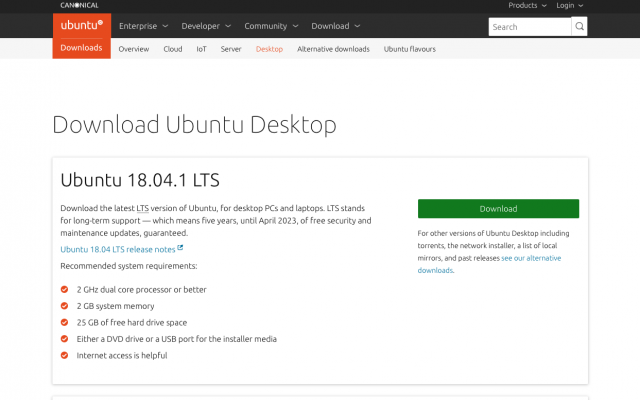 CANONICAL
Products
Login
ubuntu
Enterprise
Developer
Community
Download
Search
Downloads
Overview
Cloud
IoT
Server
Desktop
Alternative downloads
Ubuntu flavours
Download Ubuntu Desktop
Ubuntu 18.04.1 LTS
Download the latest LTS version of Ubuntu, for desktop PCs and laptops. LTS stands
for long-term support — which means five years, until April 2023, of free security and
maintenance updates, guaranteed.
Ubuntu 18.04 LTS release notes
Recommended system requirements:
2 GHz dual core processor or better
2 GB system memory
25 GB of free hard drive space
Either a DVD drive or a USB port for the installer media
Internet access is helpful
Download
For other versions of Ubuntu Desktop including
torrents, the network installer, a list of local
mirrors, and past releases see our alternative
downloads.